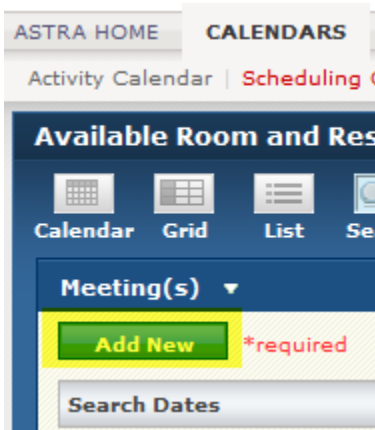 ASTRA HOME CALENDARS
Activity Calendar | Scheduling
Available Room and Res
Calendar Grid List Se
Meeting(s)
Add New *required
Search Dates